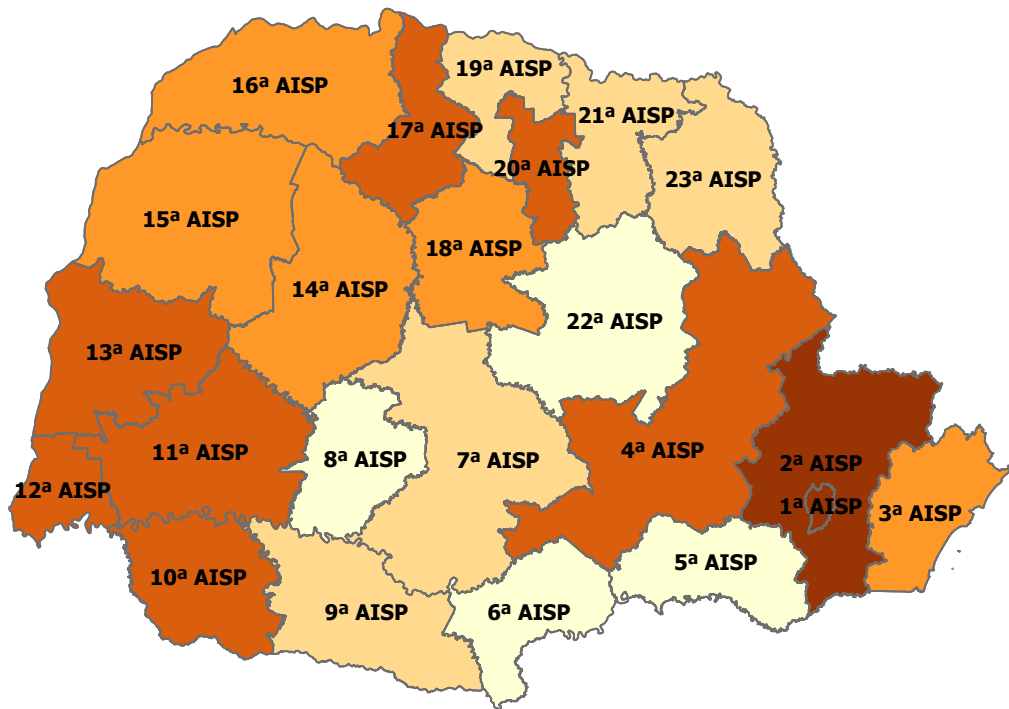 19ª AISP
16ª AISP
21ª AISP
17ª AISP
20ª AISP
23ª AISP
15ª AISP
18ª AISP
14ª AISP
22ª AISP
13ª AISP
4ª AISP
11ª AISP
8ª AISP
7ª AISP
2ª AISP
12ª AISP
1ª AISP
3ª AISP
5ª AISP
10ª AISP
9ª AISP
6ª AISP